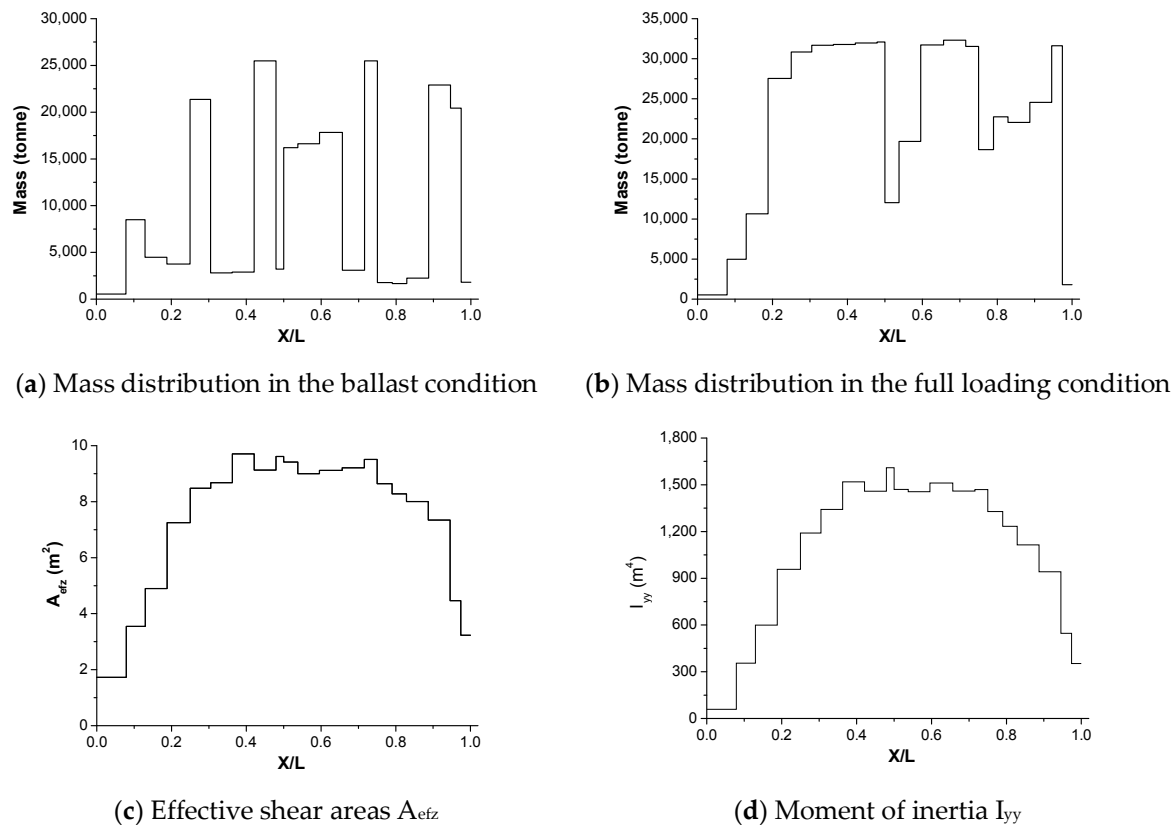 30,000
25,000
20,000
15,000
10,000
5,000
0
Mass (tonne)
0.0 0.2 0.4 0.6 0.8 1.0
X/L
(a) Mass distribution in the ballast condition
35,000
30,000
25,000
20,000
15,000
10,000
5,000
0
Mass (tonne)
0.0 0.2 0.4 0.6 0.8 1.0
X/L
(b) Mass distribution in the full loading condition
10
8
6
4
2
0
A_efz (m²)
0.0 0.2 0.4 0.6 0.8 1.0
X/L
(c) Effective shear areas A_efz
1,800
1,500
1,200
900
600
300
0
I_yy (m⁴)
0.0 0.2 0.4 0.6 0.8 1.0
X/L
(d) Moment of inertia I_yy